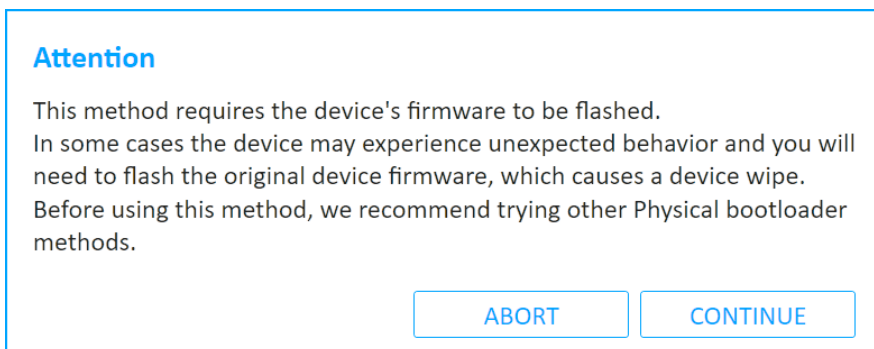 Attention
This method requires the device's firmware to be flashed.
In some cases the device may experience unexpected behavior and you will
need to flash the original device firmware, which causes a device wipe.
Before using this method, we recommend trying other Physical bootloader
methods.
ABORT
CONTINUE